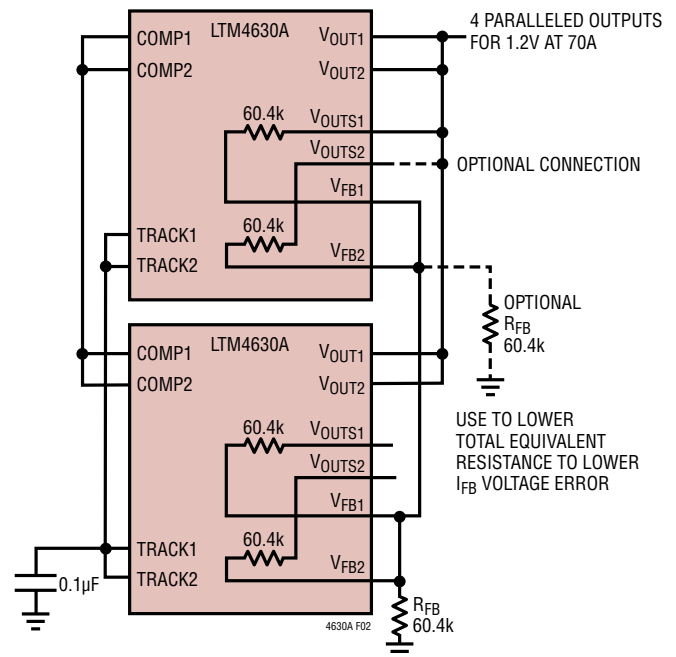 LTM4630A
COMP1
COMP2
VOUT1
VOUT2
4 PARALLELED OUTPUTS
FOR 1.2V AT 70A
60.4k
VOUTS1
VOUTS2
OPTIONAL CONNECTION
VFB1
60.4k
VFB2
TRACK1
TRACK2
OPTIONAL
RFB
60.4k
LTM4630A
COMP1
COMP2
VOUT1
VOUT2
USE TO LOWER
TOTAL EQUIVALENT
RESISTANCE TO LOWER
IFB VOLTAGE ERROR
60.4k
VOUTS1
VOUTS2
VFB1
60.4k
VFB2
TRACK1
TRACK2
0.1µF
RFB
60.4k
4630A F02